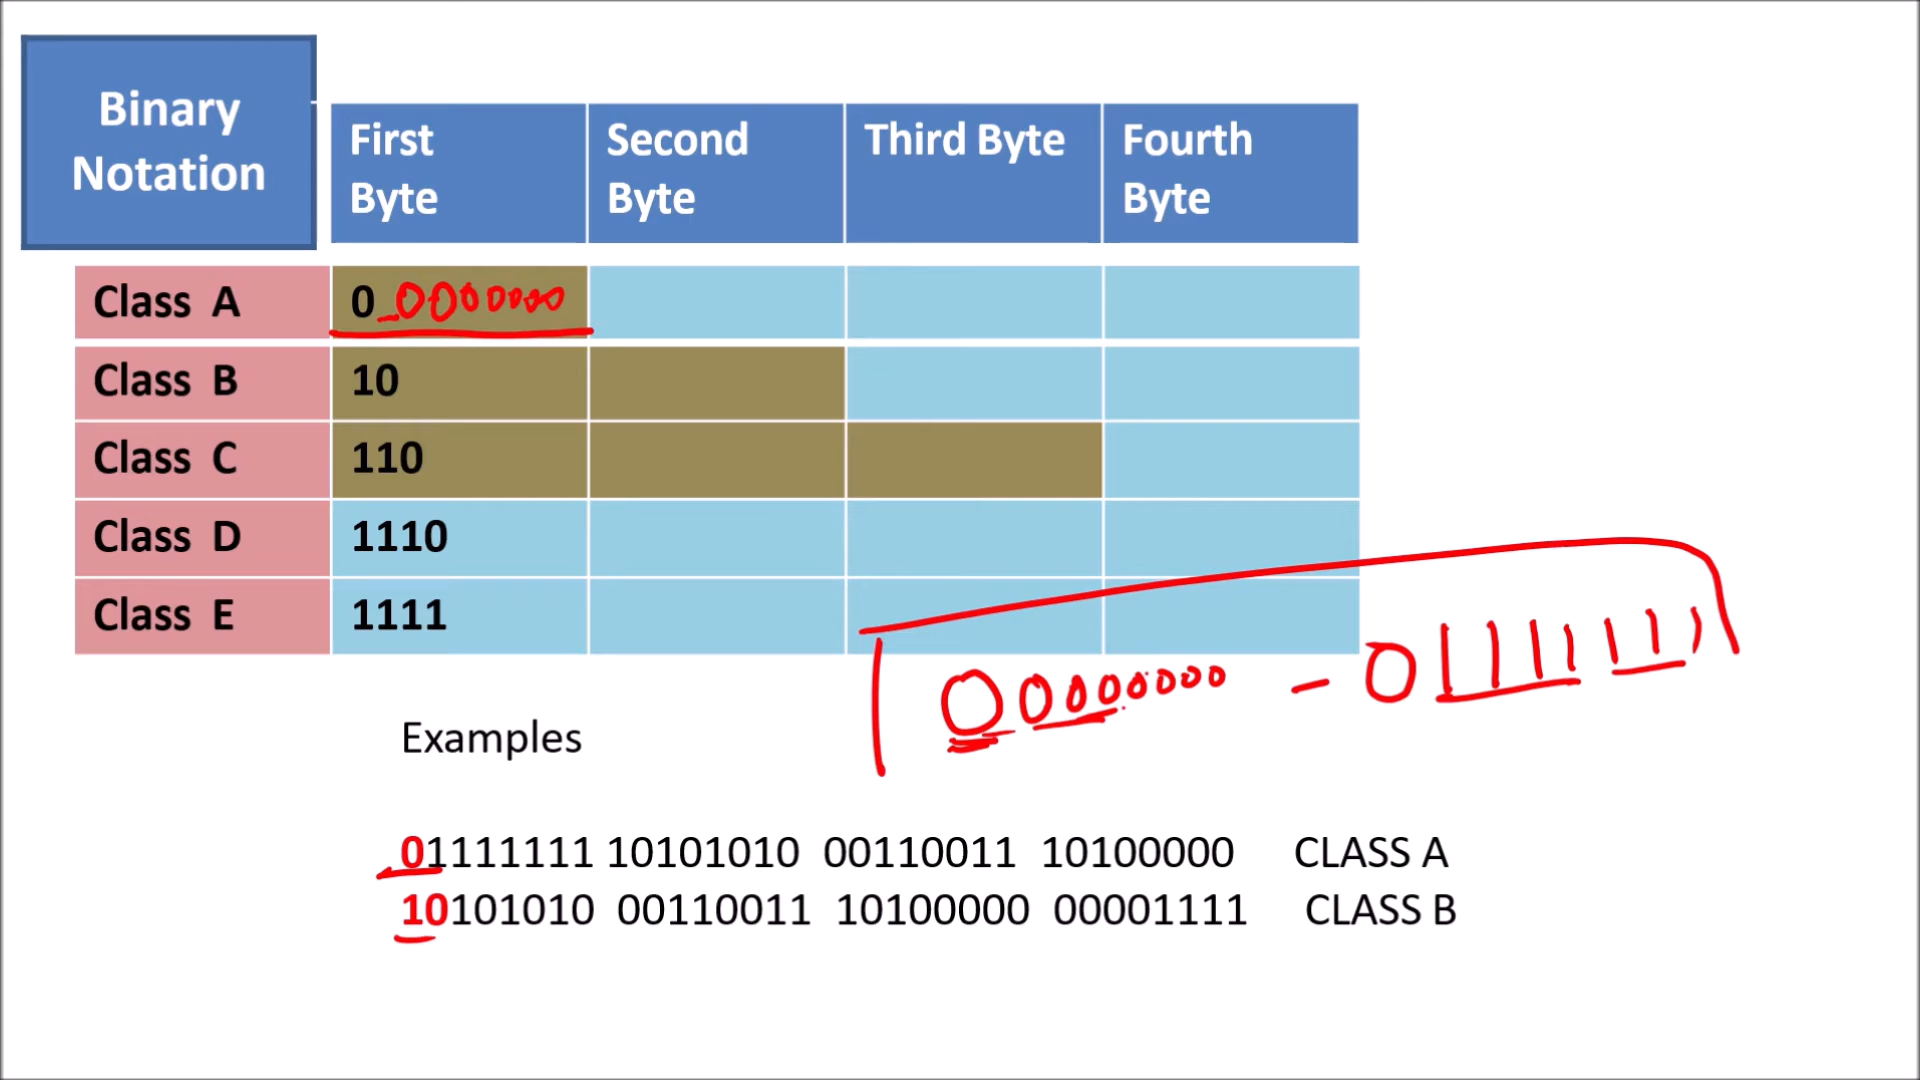 Binary
Notation
First Byte
Second Byte
Third Byte
Fourth Byte
Class A 0 0000000
Class B 10
Class C 110
Class D 1110
Class E 1111
00000000 - 01111111
Examples
01111111 10101010 00110011 10100000 CLASS A
10101010 00110011 10100000 00001111 CLASS B